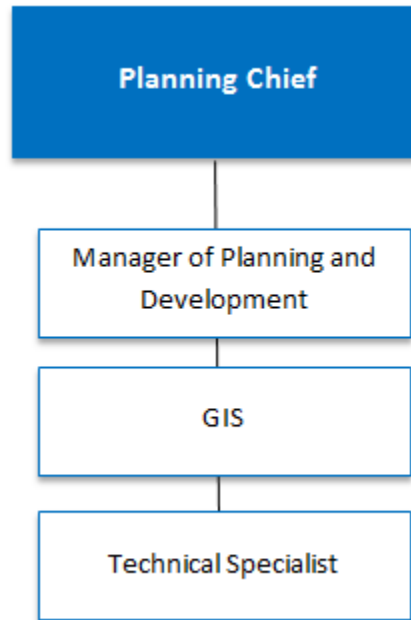 Planning Chief
Manager of Planning and
Development
GIS
Technical Specialist